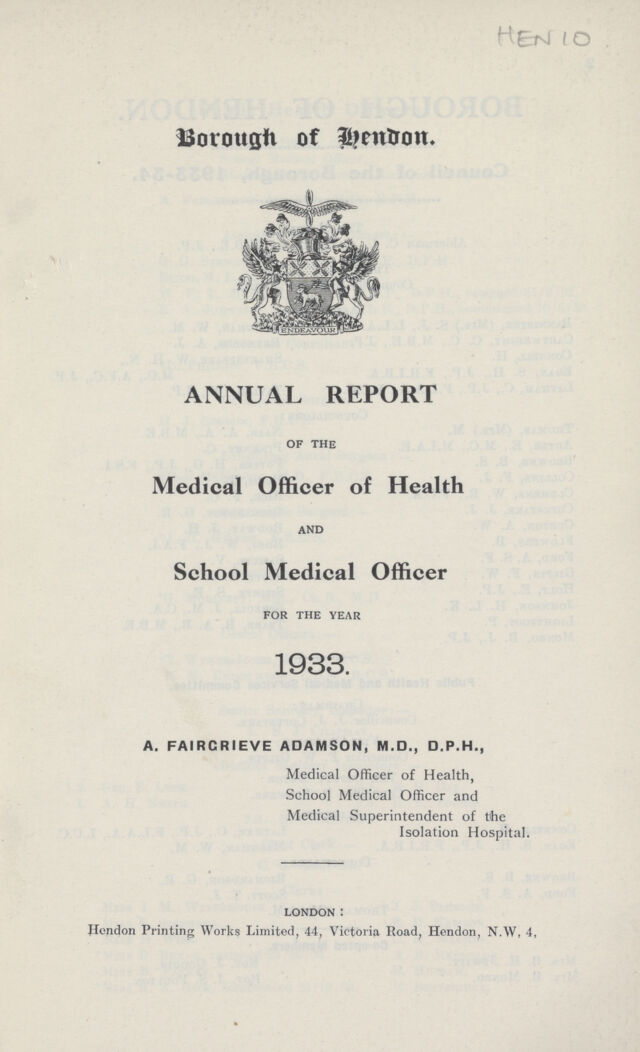 HEN 10
Borough of Hendon.
ENDEAVOUR
ANNUAL REPORT
OF THE
Medical Officer of Health
AND
School Medical Officer
FOR THE YEAR
1933.
A. FAIRGRIEVE ADAMSON, M.D., D.P.H.,
Medical Officer of Health,
School Medical Officer and
Medical Superintendent of the
Isolation Hospital.
LONDON :
Hendon Printing Works Limited, 44, Victoria Road, Hendon, N.W. 4.